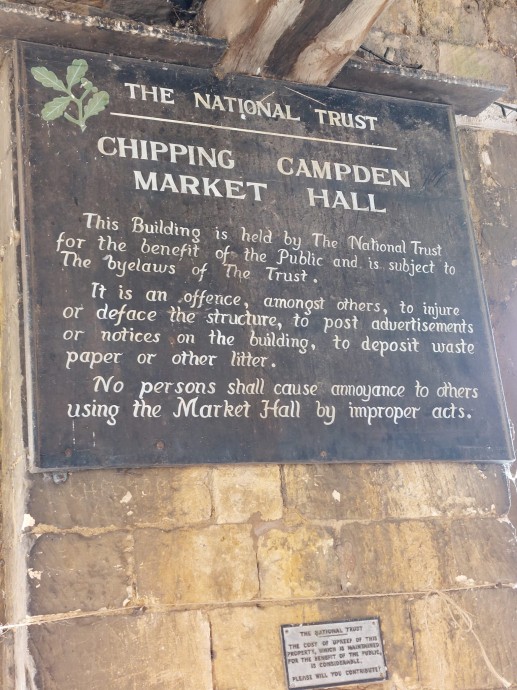 THE NATIONAL TRUST
CHIPPING CAMPDEN
MARKET HALL
This Building is held by The National Trust
for the benefit of the Public and is subject to
The byelaws of The Trust.
It is an offence, amongst others, to injure
or deface the structure, to post advertisements
or notices on the building, to deposit waste
paper or other litter.
No persons shall cause annoyance to others
using the Market Hall by improper acts.
THE NATIONAL TRUST
THE COST OF UPKEEP OF THIS
PROPERTY, WHICH IS MAINTAINED
FOR THE BENEFIT OF THE PUBLIC,
IS CONSIDERABLE.
PLEASE WILL YOU CONTRIBUTE?